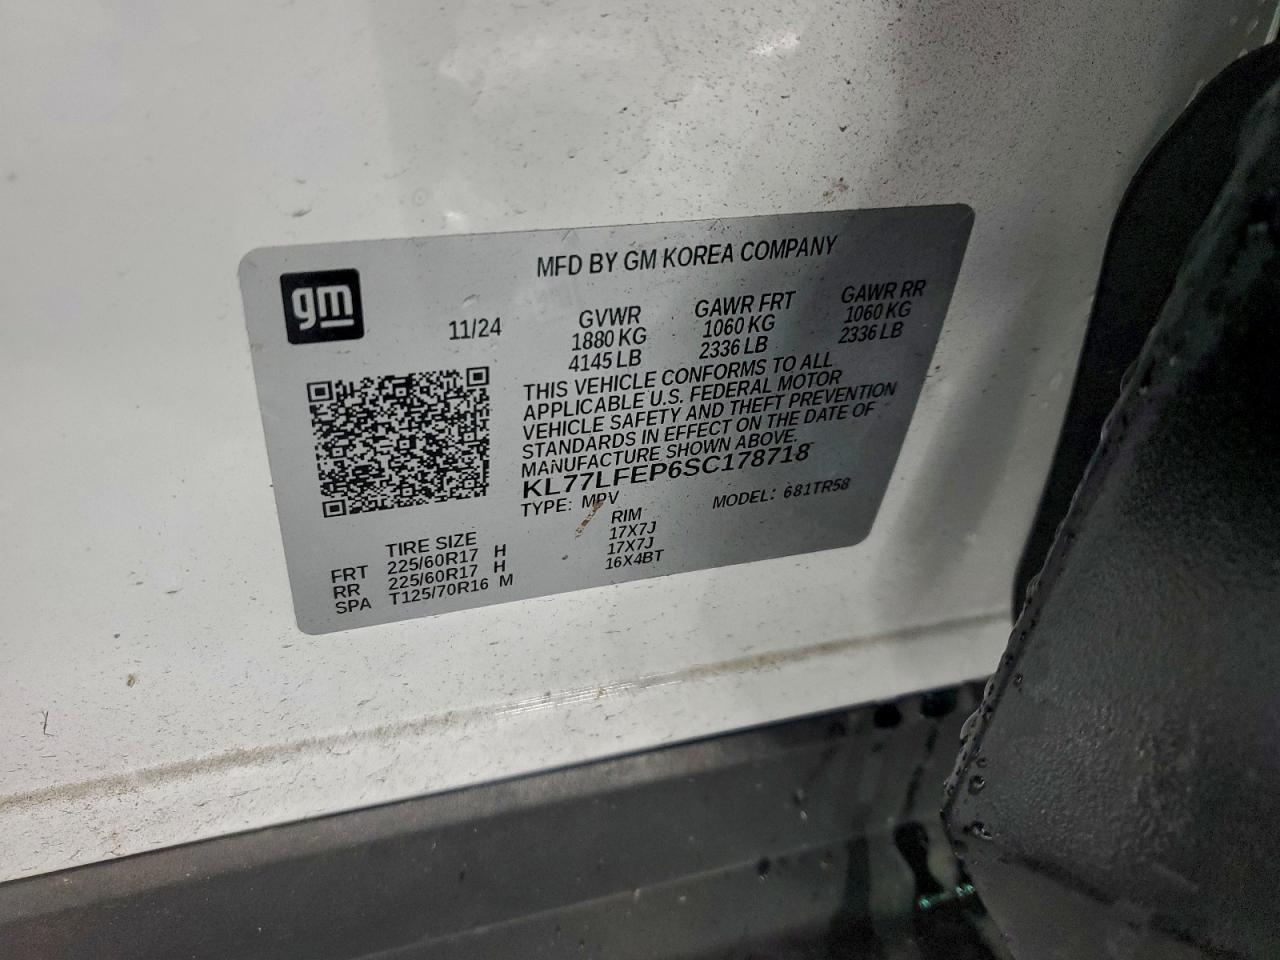 MFD BY GM KOREA COMPANY
gm
11/24
GVWR GAWR FRT GAWR RR
1880 KG 1060 KG 1060 KG
4145 LB 2336 LB 2336 LB
THIS VEHICLE CONFORMS TO ALL
APPLICABLE U.S. FEDERAL MOTOR
VEHICLE SAFETY AND THEFT PREVENTION
STANDARDS IN EFFECT ON THE DATE OF
MANUFACTURE SHOWN ABOVE.
KL77LFEP6SC178718
TYPE: MPV MODEL: 681TR58
TIRE SIZE RIM
FRT 225/60R17 H 17X7J
RR 225/60R17 H 17X7J
SPA T125/70R16 M 16X4BT